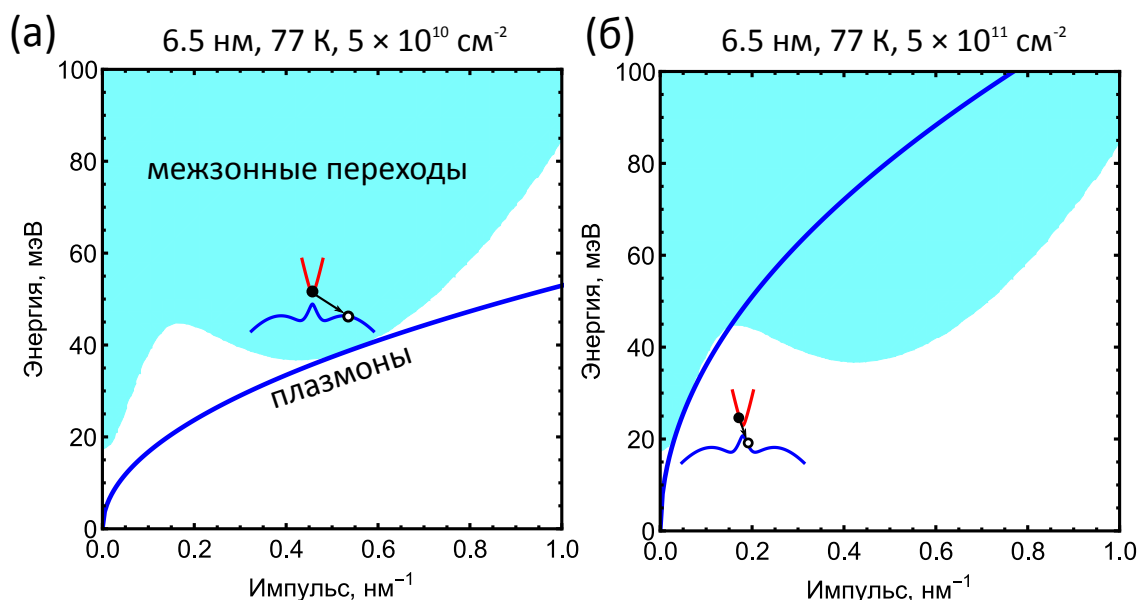 (а)
6.5 нм, 77 К, 5 × 10¹⁰ см⁻²
100
80
60
40
20
0
Энергия, мэВ
межзонные переходы
плазмоны
0.0 0.2 0.4 0.6 0.8 1.0
Импульс, нм⁻¹
(б)
6.5 нм, 77 К, 5 × 10¹¹ см⁻²
100
80
60
40
20
0
Энергия, мэВ
0.0 0.2 0.4 0.6 0.8 1.0
Импульс, нм⁻¹